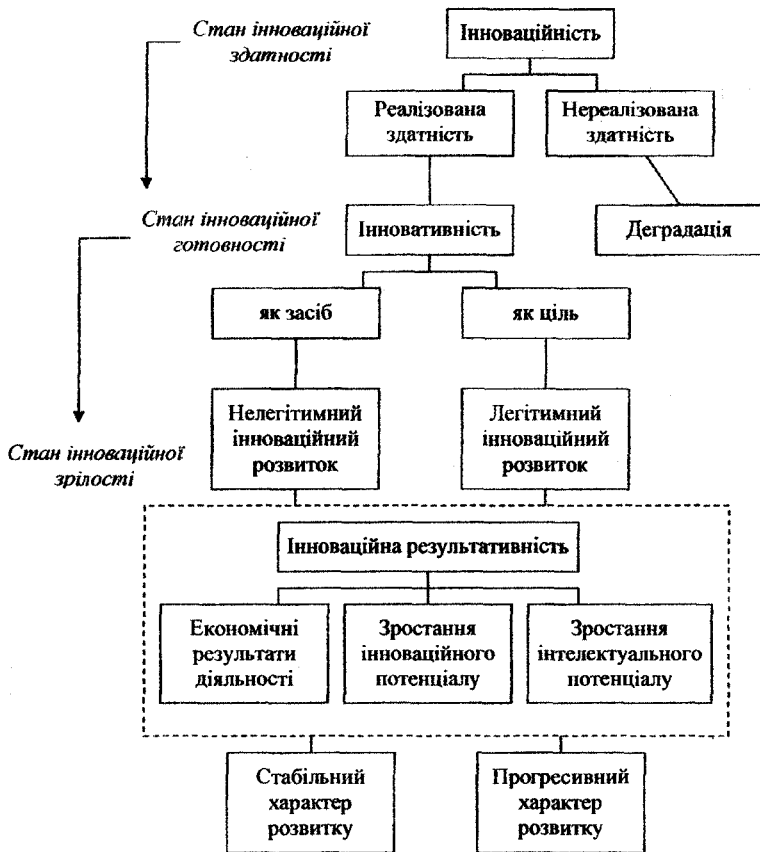 Стан інноваційної
здатності
Інноваційність
Реалізована
здатність
Нереалізована
здатність
Стан інноваційної
готовності
Інновативність
Деградація
як засіб
як ціль
Нелегітимний
інноваційний
розвиток
Легітимний
інноваційний
розвиток
Стан інноваційної
зрілості
Інноваційна результативність
Економічні
результати
діяльності
Зростання
інноваційного
потенціалу
Зростання
інтелектуального
потенціалу
Стабільний
характер
розвитку
Прогресивний
характер
розвитку